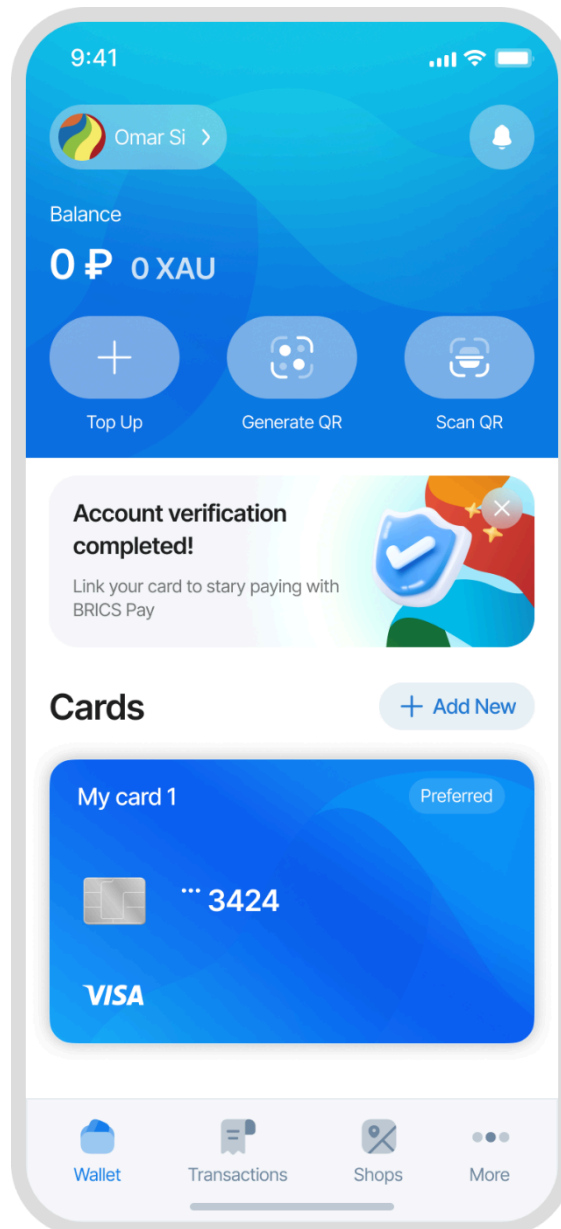 9:41
Omar Si
Balance
0 ₽ 0 XAU
Top Up Generate QR Scan QR
Account verification
completed!
Link your card to stary paying with
BRICS Pay
Cards
+ Add New
My card 1 Preferred
··· 3424
VISA
Wallet Transactions Shops More